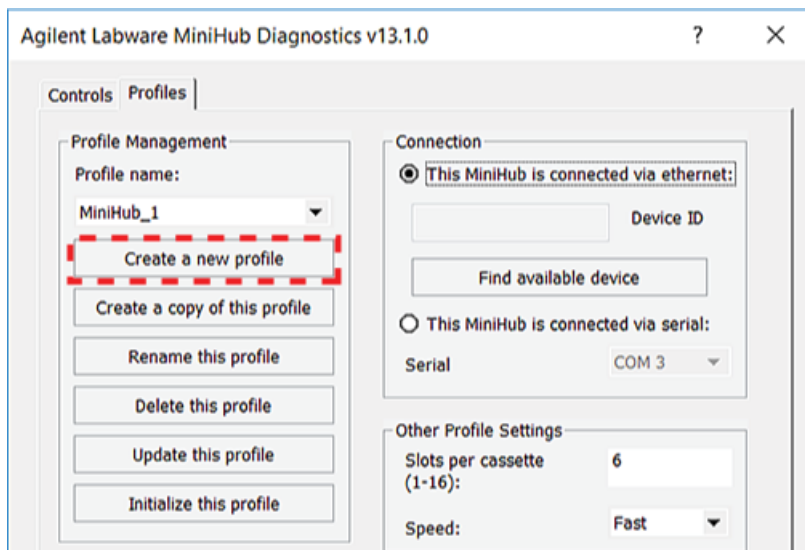 Agilent Labware MiniHub Diagnostics v13.1.0
Controls
Profiles
Profile Management
Profile name:
MiniHub_1
Create a new profile
Create a copy of this profile
Rename this profile
Delete this profile
Update this profile
Initialize this profile
Connection
This MiniHub is connected via ethernet:
Device ID
Find available device
This MiniHub is connected via serial:
Serial
COM 3
Other Profile Settings
Slots per cassette
(1-16):
6
Speed:
Fast